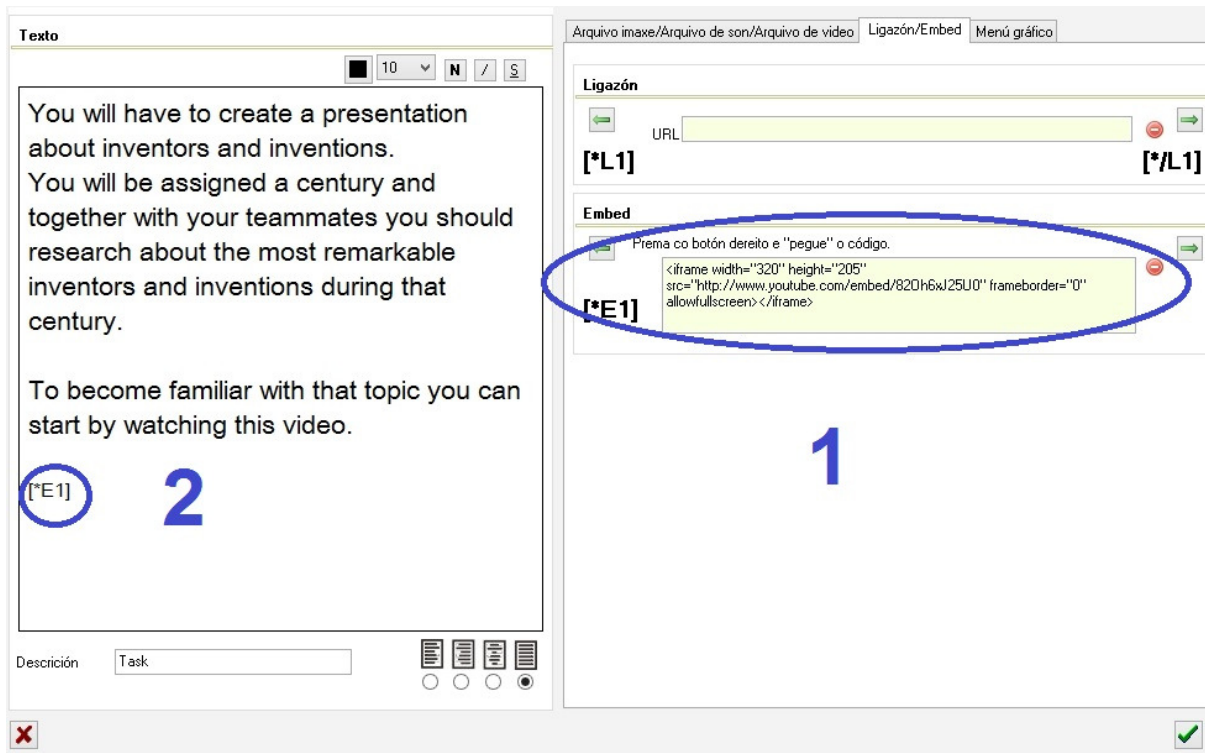 Texto
10
N / S
You will have to create a presentation
about inventors and inventions.
You will be assigned a century and
together with your teammates you should
research about the most remarkable
inventors and inventions during that
century.
To become familiar with that topic you can
start by watching this video.
[*E1]
2
Descrición Task
Arquivo imaxe/Arquivo de son/Arquivo de video Ligazón/Embed Menú gráfico
Ligazón
URL
[*L1] [*/L1]
Embed
Prema co botón dereito e "pegue" o código.
<iframe width="320" height="205"
src="http://www.youtube.com/embed/82Oh6xJ25U0" frameborder="0"
allowfullscreen></iframe>
[*E1]
1